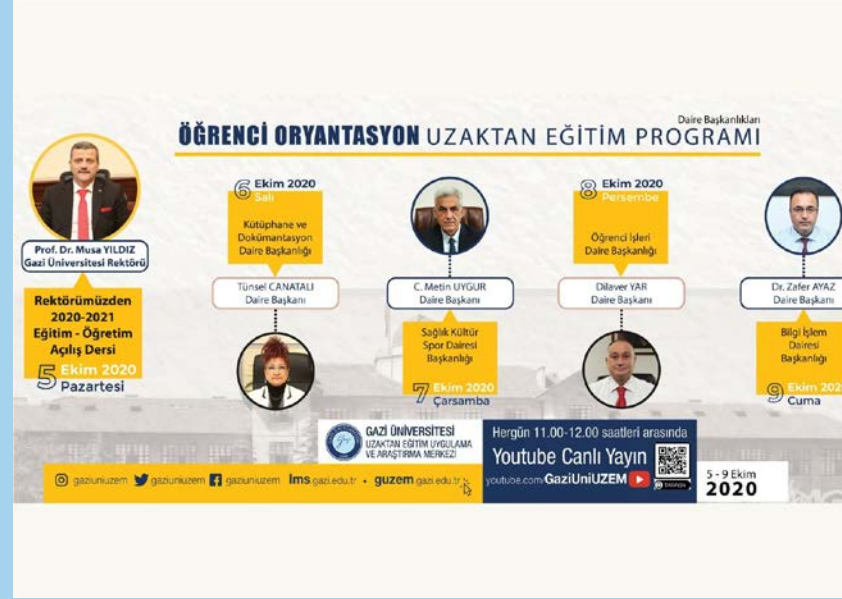 Daire Başkanlıkları
ÖĞRENCİ ORYANTASYON UZAKTAN EĞİTİM PROGRAMI
Prof. Dr. Musa YILDIZ
Gazi Üniversitesi Rektörü
Rektörümüzden
2020-2021
Eğitim - Öğretim
Açılış Dersi
5 Ekim 2020
Pazartesi
6 Ekim 2020
Salı
Kütüphane ve
Dokümantasyon
Daire Başkanlığı
Tünsel CANATALI
Daire Başkanı
C. Metin UYGUR
Daire Başkanı
Sağlık Kültür
Spor Dairesi
Başkanlığı
7 Ekim 2020
Çarsamba
8 Ekim 2020
Persembe
Öğrenci İşleri
Daire Başkanlığı
Dilaver YAR
Daire Başkanı
Dr. Zafer AYAZ
Daire Başkanı
Bilgi İşlem
Dairesi
Başkanlığı
9 Ekim 202
Cuma
GAZİ ÜNİVERSİTESİ
UZAKTAN EĞİTİM UYGULAMA
VE ARAŞTIRMA MERKEZİ
gaziuniuzem gaziuniuzem gaziuniuzem lms.gazi.edu.tr • guzem.gazi.edu.tr
Hergün 11.00-12.00 saatleri arasında
Youtube Canlı Yayın
youtube.com/GaziUniUZEM
5 - 9 Ekim
2020